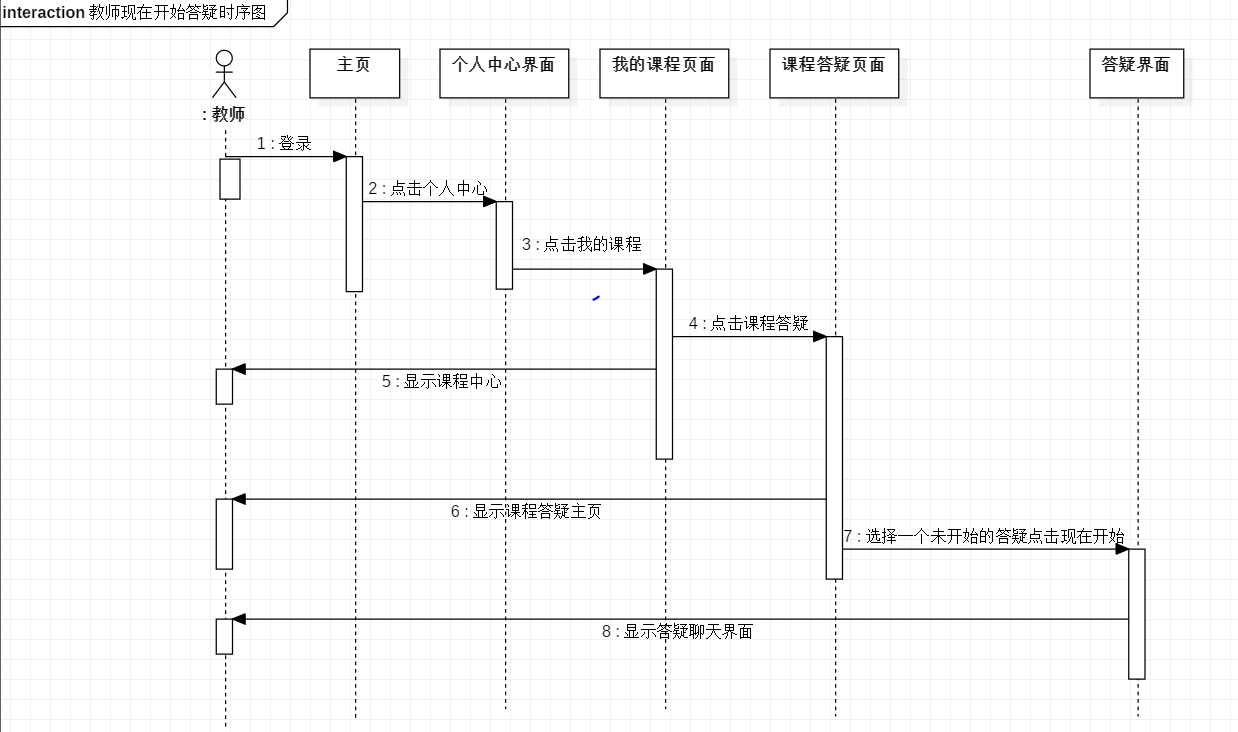 interaction 教师现在开始答疑时序图
主页
个人中心界面
我的课程页面
课程答疑页面
答疑界面
: 教师
1 : 登录
2 : 点击个人中心
3 : 点击我的课程
4 : 点击课程答疑
5 : 显示课程中心
6 : 显示课程答疑主页
7 : 选择一个未开始的答疑点击现在开始
8 : 显示答疑聊天界面